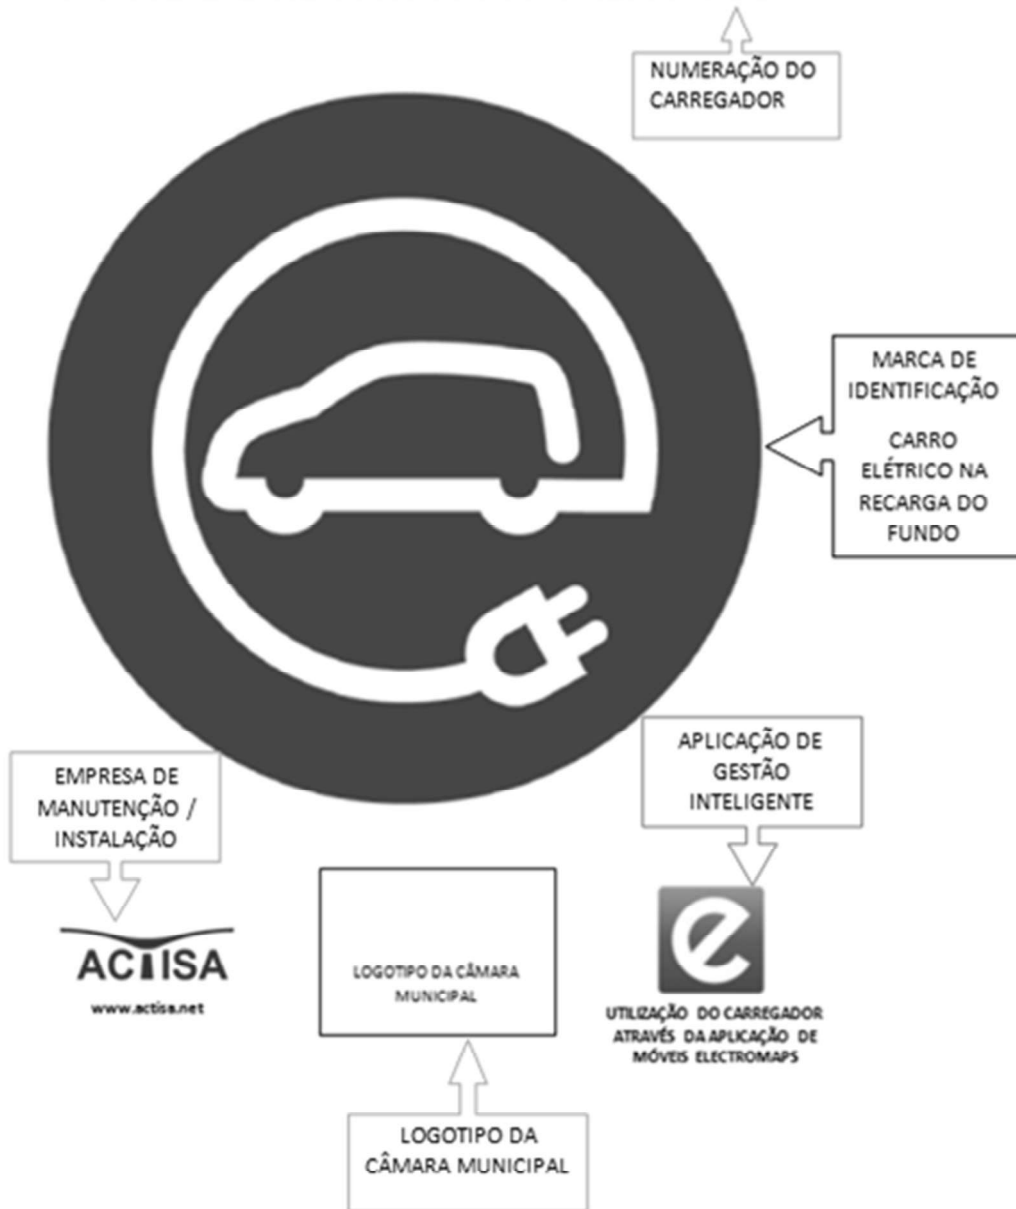 NUMERAÇÃO DO
CARREGADOR
MARCA DE
IDENTIFICAÇÃO
CARRO
ELÉTRICO NA
RECARGA DO
FUNDO
APLICAÇÃO DE
GESTÃO
INTELIGENTE
EMPRESA DE
MANUTENÇÃO /
INSTALAÇÃO
ACTISA
www.actisa.net
LOGOTIPO DA CÂMARA
MUNICIPAL
e
UTILIZAÇÃO DO CARREGADOR
ATRAVÉS DA APLICAÇÃO DE
MÓVEIS ELECTROMAPS
LOGOTIPO DA
CÂMARA MUNICIPAL